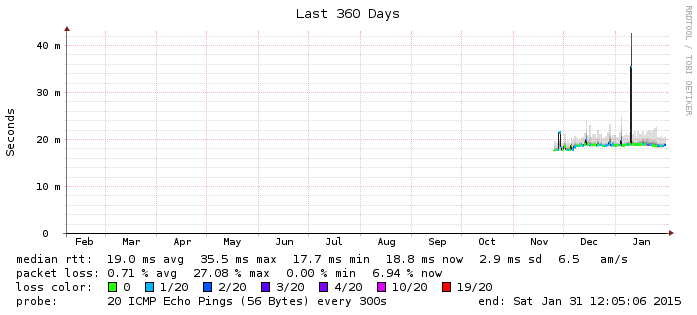 Last 360 Days
RRDTOOL / TOBI OETIKER
Seconds
40 m
30 m
20 m
10 m
0
Feb Mar Apr May Jun Jul Aug Sep Oct Nov Dec Jan
median rtt: 19.0 ms avg 35.5 ms max 17.7 ms min 18.8 ms now 2.9 ms sd 6.5 am/s
packet loss: 0.71 % avg 27.08 % max 0.00 % min 6.94 % now
loss color: 0 1/20 2/20 3/20 4/20 10/20 19/20
probe: 20 ICMP Echo Pings (56 Bytes) every 300s end: Sat Jan 31 12:05:06 2015